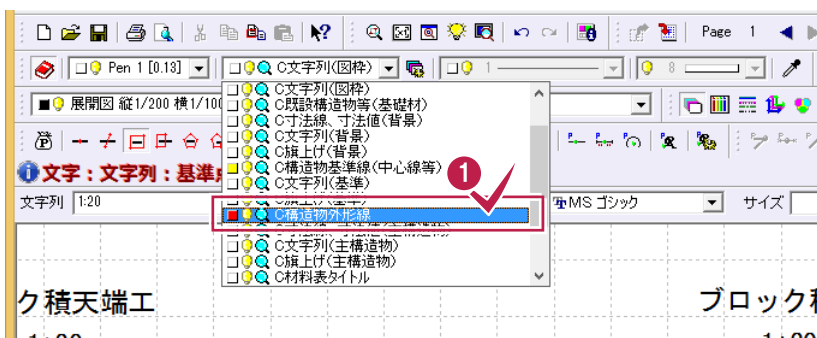 Page 1
Pen 1 [0.13]
C文字列(図枠)
1
8
展開図 縦1/200 横1/100
C文字列(図枠)
C既設構造物等(基礎材)
C寸法線、寸法値(背景)
C文字列(背景)
C旗上げ(背景)
C構造物基準線(中心線等)
C文字列(基準)
C構造物外形線
C文字列(主構造物)
C旗上げ(主構造物)
C材料表タイトル
1
文字：文字列：基準
文字列 1:20
MS ゴシック
サイズ
ク積天端工
ブロック